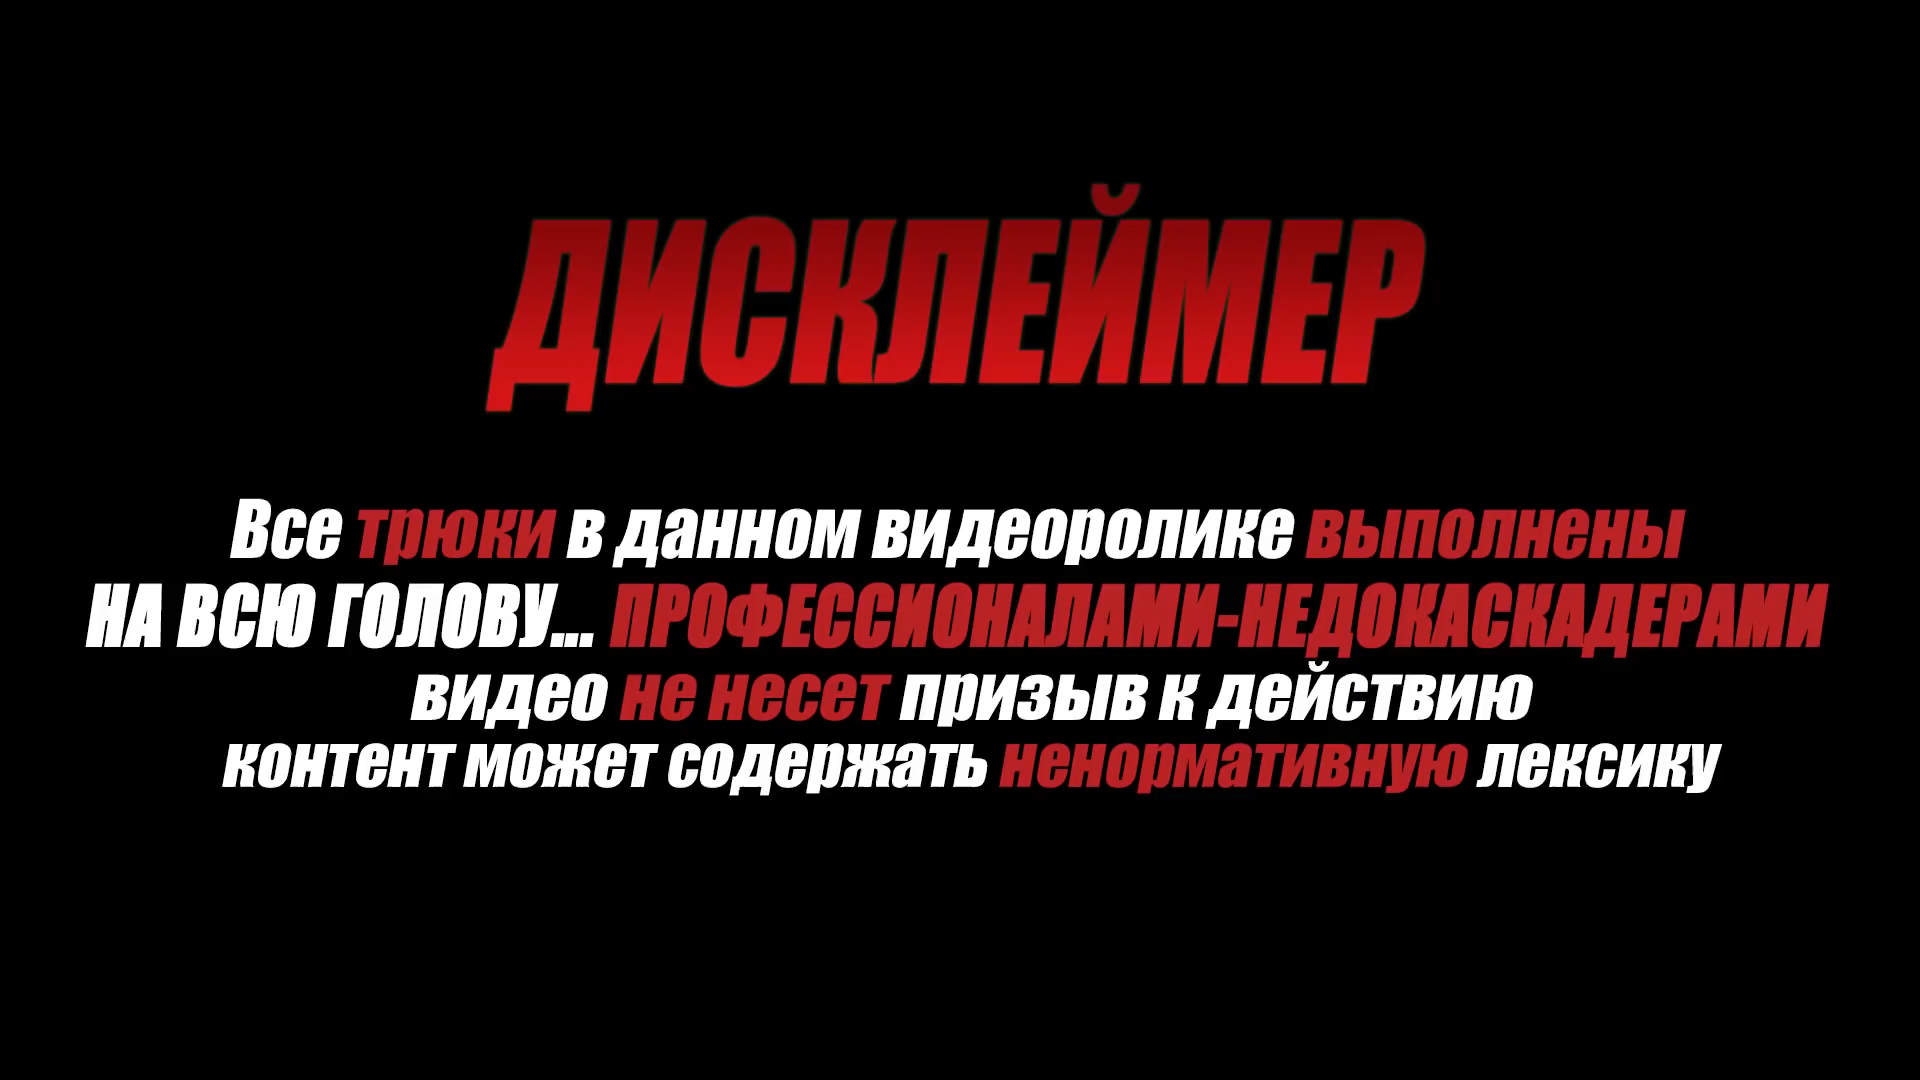 ДИСКЛЕЙМЕР
Все трюки в данном видеоролике выполнены
НА ВСЮ ГОЛОВУ... ПРОФЕССИОНАЛАМИ-НЕДОКАСКАДЕРАМИ
видео не несет призыв к действию
контент может содержать ненормативную лексику